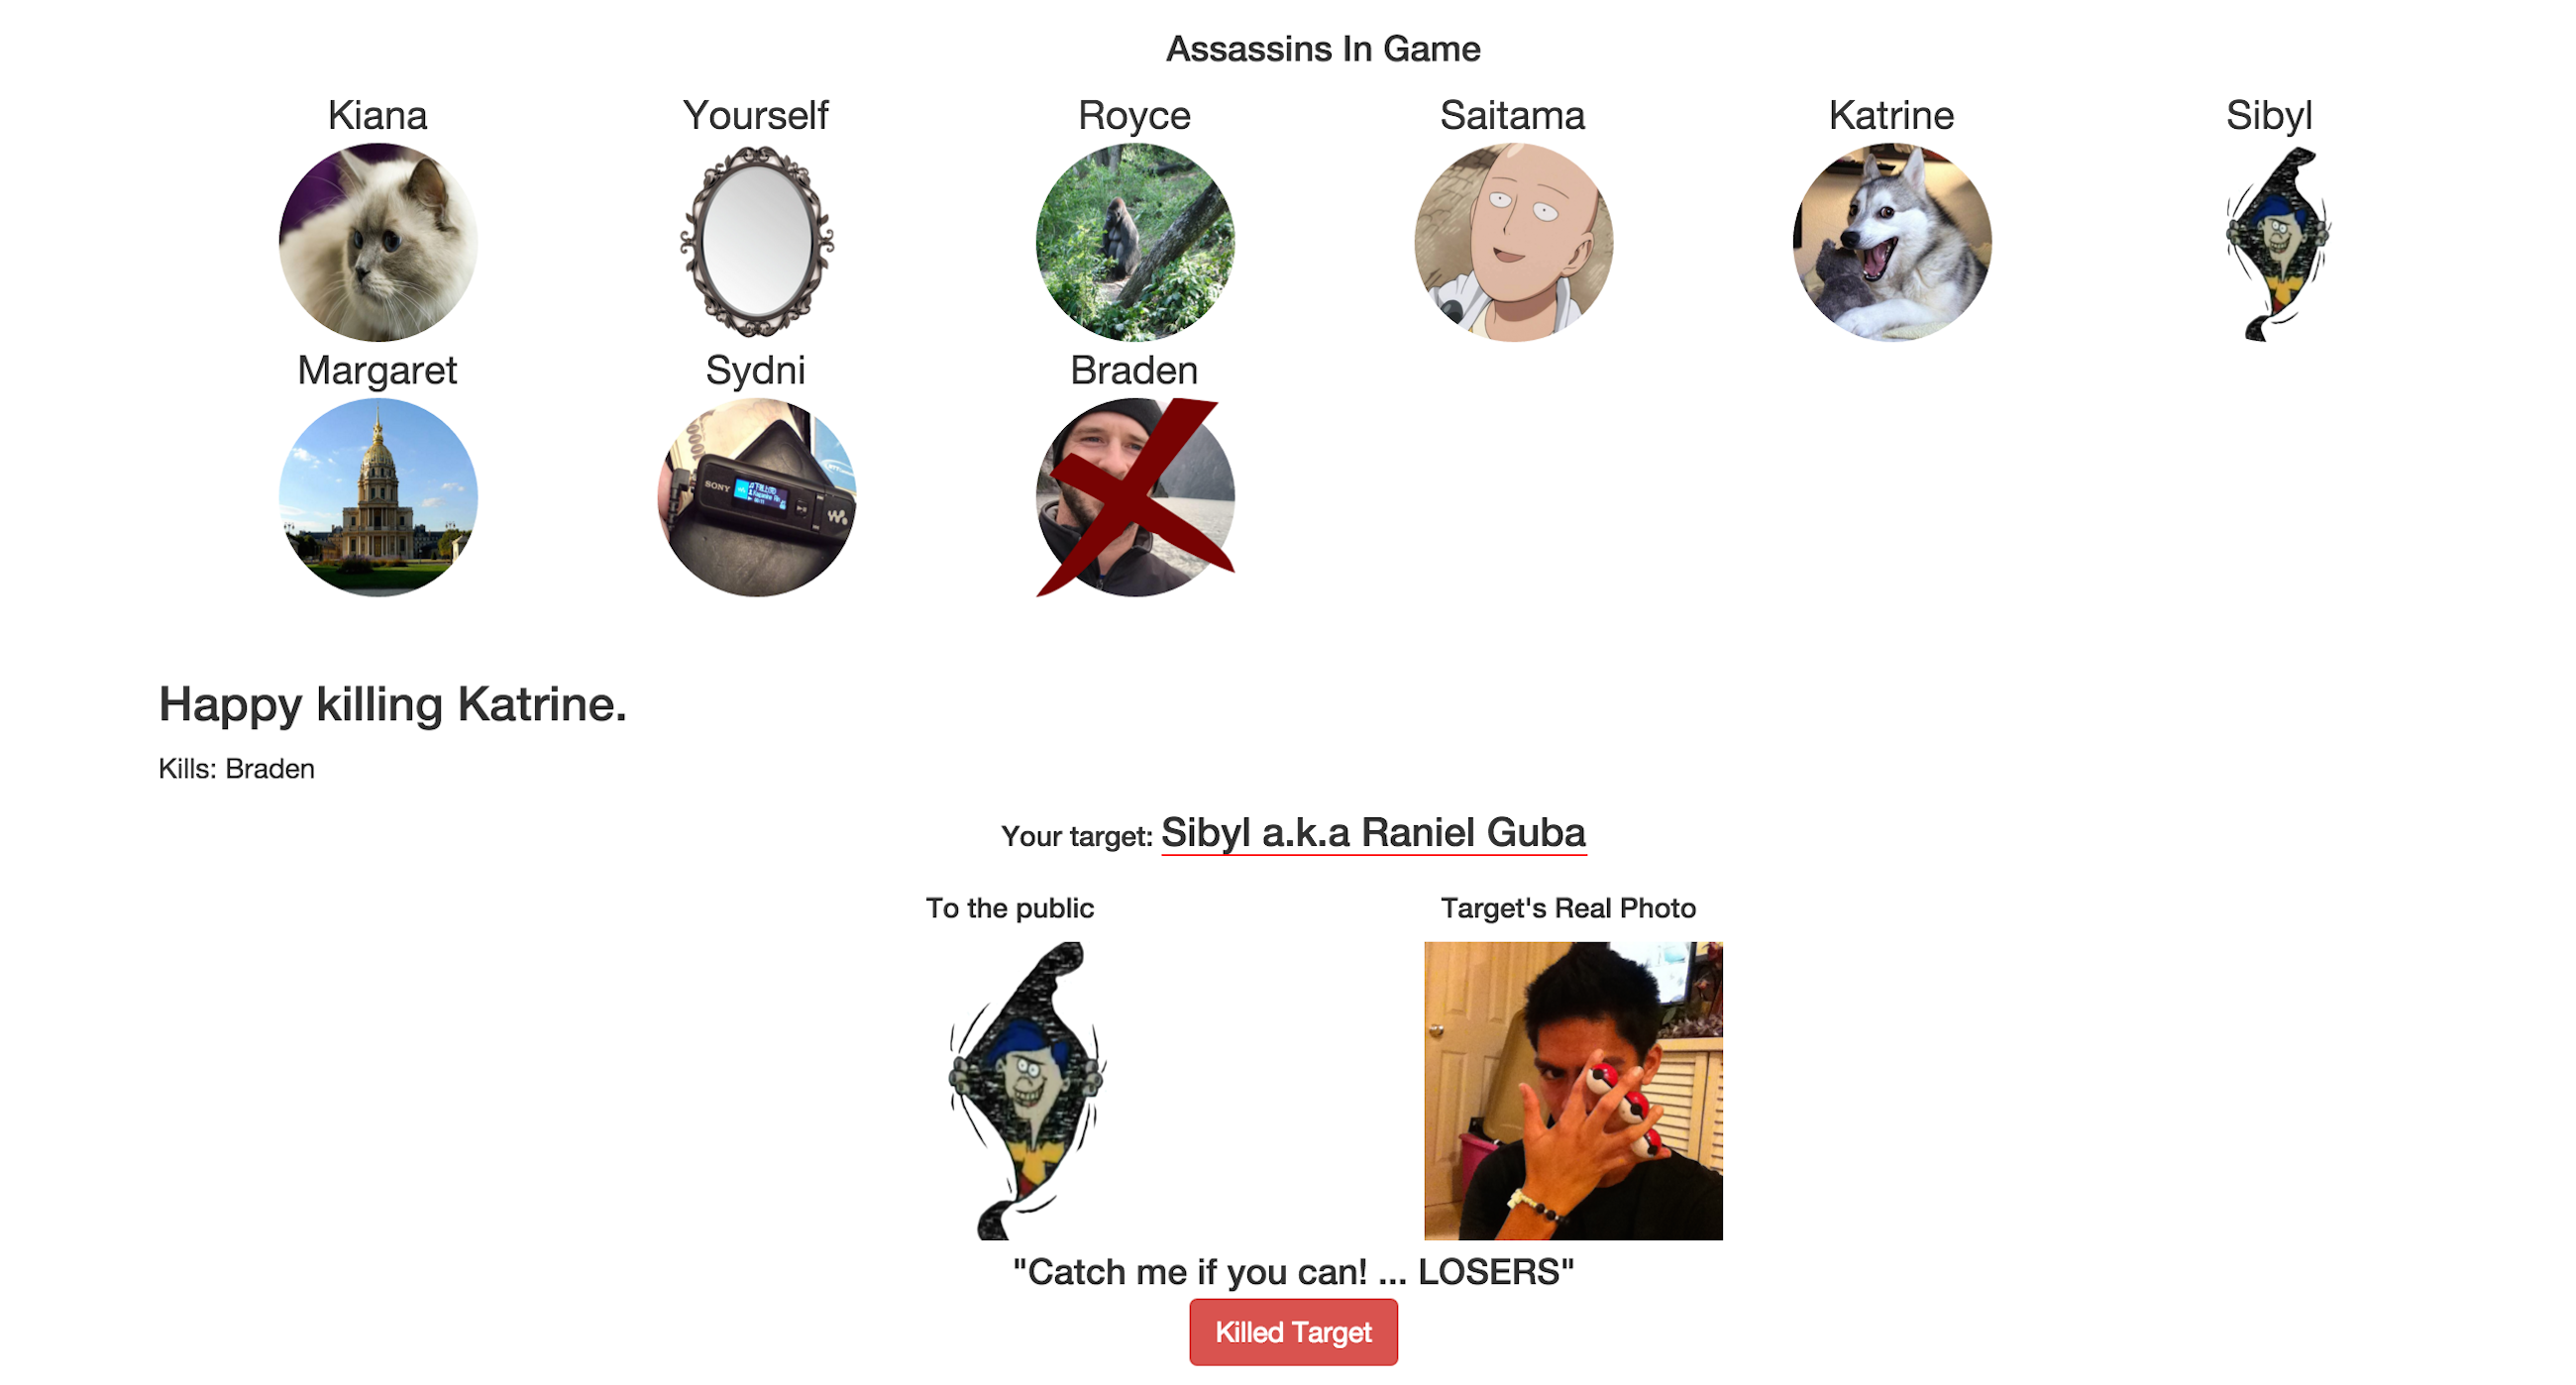 Assassins In Game
Kiana Yourself Royce Saitama Katrine Sibyl
Margaret Sydni Braden
SONY
Happy killing Katrine.
Kills: Braden
Your target: Sibyl a.k.a Raniel Guba
To the public Target's Real Photo
"Catch me if you can! ... LOSERS"
Killed Target